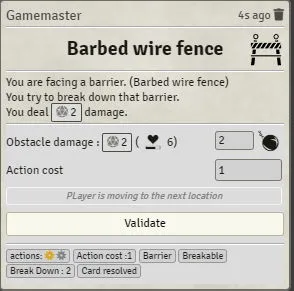 Gamemaster 4s ago
Barbed wire fence
You are facing a barrier. (Barbed wire fence)
You try to break down that barrier.
You deal 2 damage.
Obstacle damage : 2 ( 6) 2
Action cost 1
PLayer is moving to the next location
Validate
actions: Action cost :1 Barrier Breakable
Break Down : 2 Card resolved